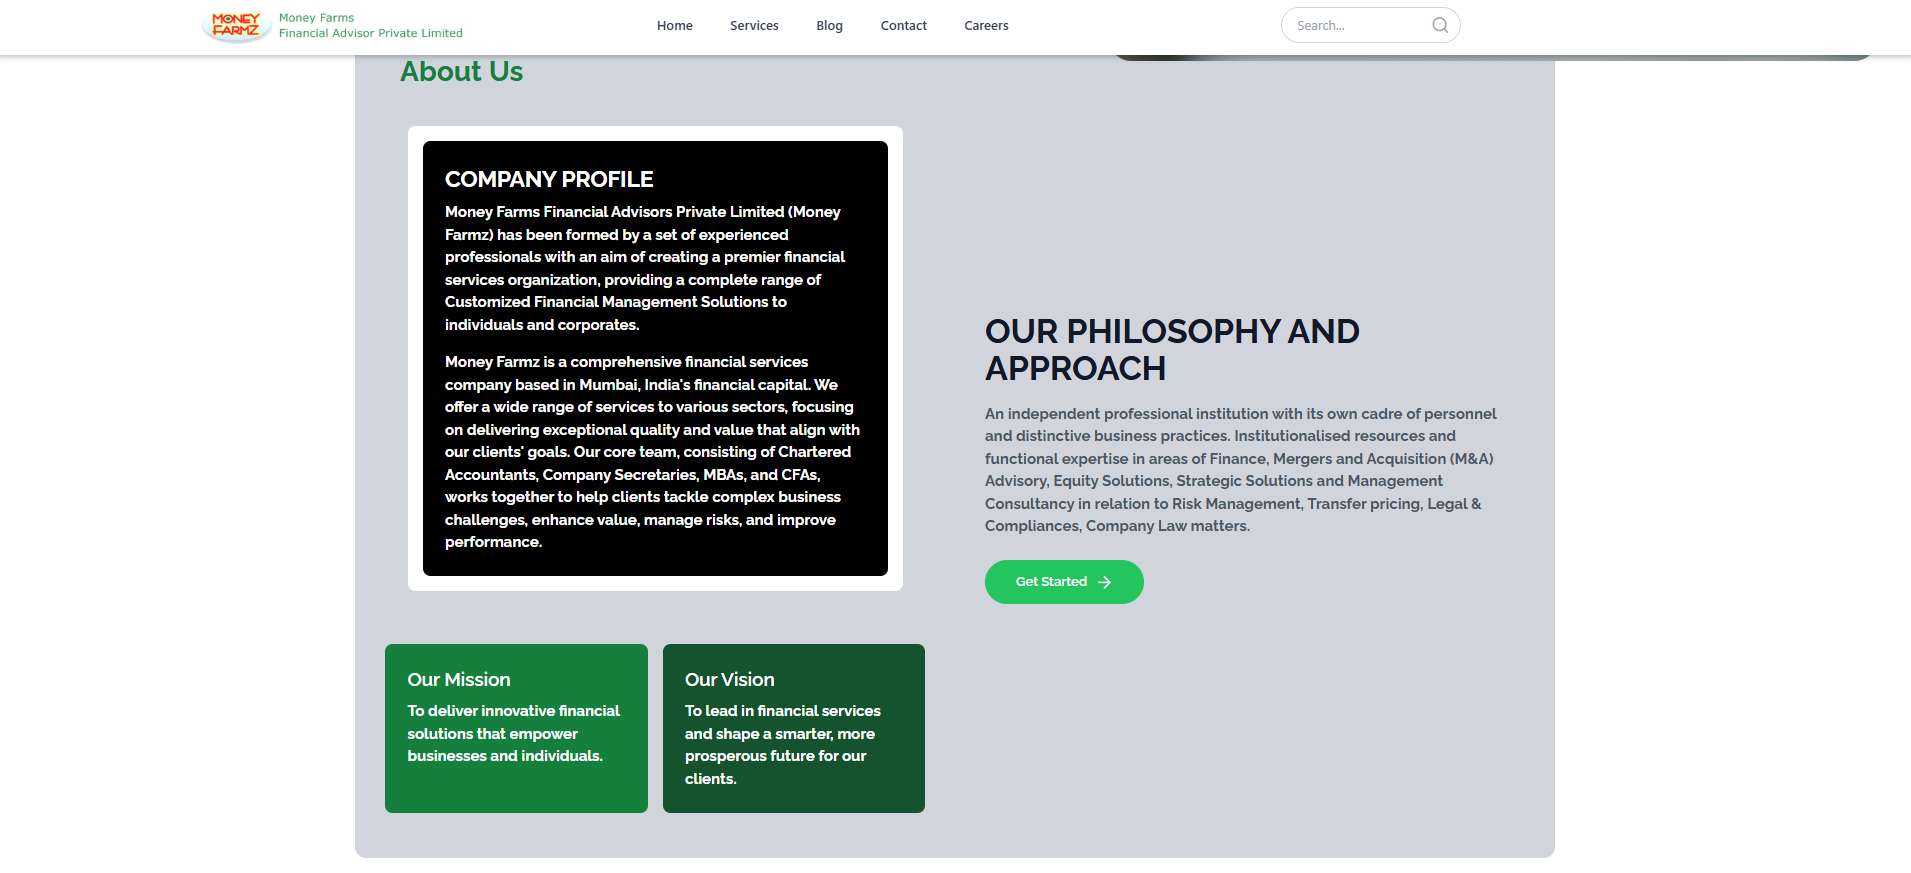 MONEY
FARMZ
Money Farms
Financial Advisor Private Limited
Home
Services
Blog
Contact
Careers
Search...
About Us
COMPANY PROFILE
Money Farms Financial Advisors Private Limited (Money
Farmz) has been formed by a set of experienced
professionals with an aim of creating a premier financial
services organization, providing a complete range of
Customized Financial Management Solutions to
individuals and corporates.
Money Farmz is a comprehensive financial services
company based in Mumbai, India's financial capital. We
offer a wide range of services to various sectors, focusing
on delivering exceptional quality and value that align with
our clients' goals. Our core team, consisting of Chartered
Accountants, Company Secretaries, MBAs, and CFAs,
works together to help clients tackle complex business
challenges, enhance value, manage risks, and improve
performance.
OUR PHILOSOPHY AND
APPROACH
An independent professional institution with its own cadre of personnel
and distinctive business practices. Institutionalised resources and
functional expertise in areas of Finance, Mergers and Acquisition (M&A)
Advisory, Equity Solutions, Strategic Solutions and Management
Consultancy in relation to Risk Management, Transfer pricing, Legal &
Compliances, Company Law matters.
Get Started
Our Mission
To deliver innovative financial
solutions that empower
businesses and individuals.
Our Vision
To lead in financial services
and shape a smarter, more
prosperous future for our
clients.